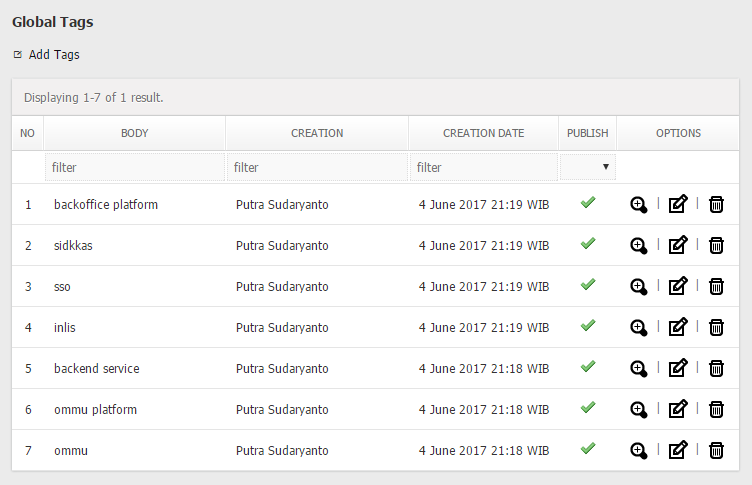 Global Tags
Add Tags
Displaying 1-7 of 1 result.
NO BODY CREATION CREATION DATE PUBLISH OPTIONS
filter filter filter
1 backoffice platform Putra Sudaryanto 4 June 2017 21:19 WIB | |
2 sidkkas Putra Sudaryanto 4 June 2017 21:19 WIB | |
3 sso Putra Sudaryanto 4 June 2017 21:19 WIB | |
4 inlis Putra Sudaryanto 4 June 2017 21:19 WIB | |
5 backend service Putra Sudaryanto 4 June 2017 21:18 WIB | |
6 ommu platform Putra Sudaryanto 4 June 2017 21:18 WIB | |
7 ommu Putra Sudaryanto 4 June 2017 21:18 WIB | |